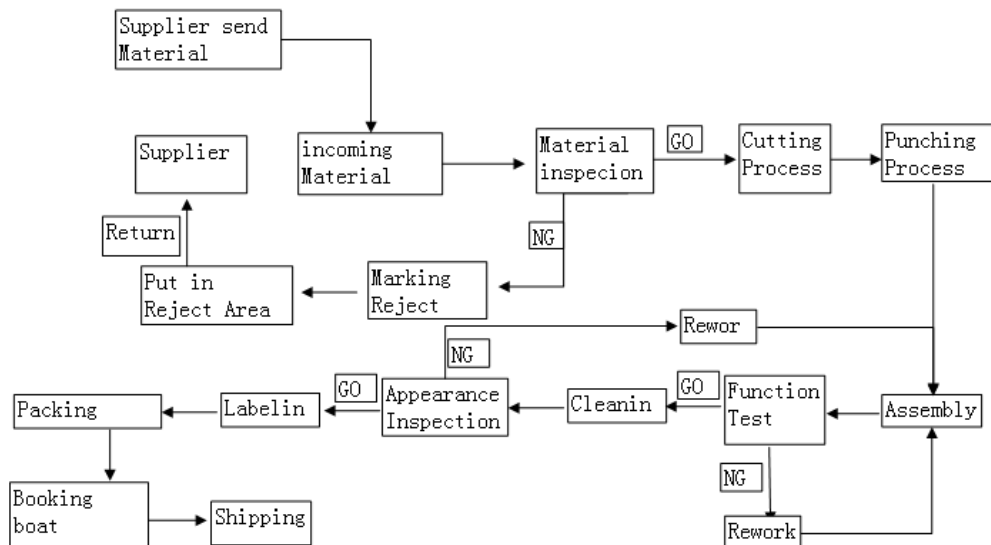 Supplier send
Material
Supplier
incoming
Material
Material
inspecion
GO
Cutting
Process
Punching
Process
Return
NG
Put in
Reject Area
Marking
Reject
Rewor
NG
GO
GO
Packing
Labelin
Appearance
Inspection
Cleanin
Function
Test
Assembly
NG
Booking
boat
Shipping
Rework